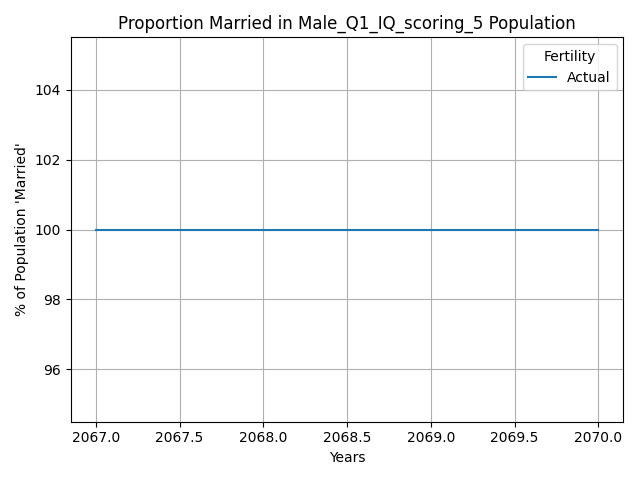 Proportion Married in Male_Q1_IQ_scoring_5 Population
Fertility
Actual
104
102
100
98
96
% of Population 'Married'
2067.0 2067.5 2068.0 2068.5 2069.0 2069.5 2070.0
Years